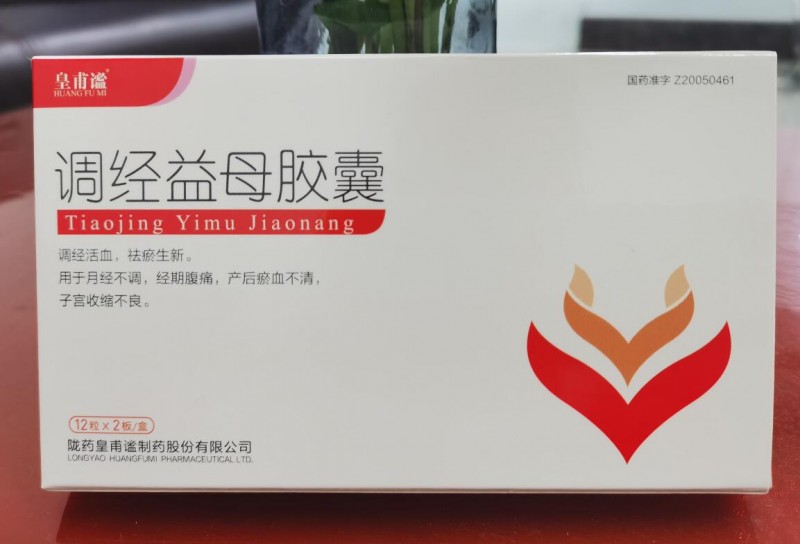 皇甫谧®
HUANG FU MI
国药准字 Z20050461
调经益母胶囊
Tiaojing Yimu Jiaonang
调经活血，祛瘀生新。
用于月经不调，经期腹痛，产后瘀血不清，
子宫收缩不良。
12粒×2板/盒
陇药皇甫谧制药股份有限公司
LONGYAO HUANGFUMI PHARMACEUTICAL LTD.